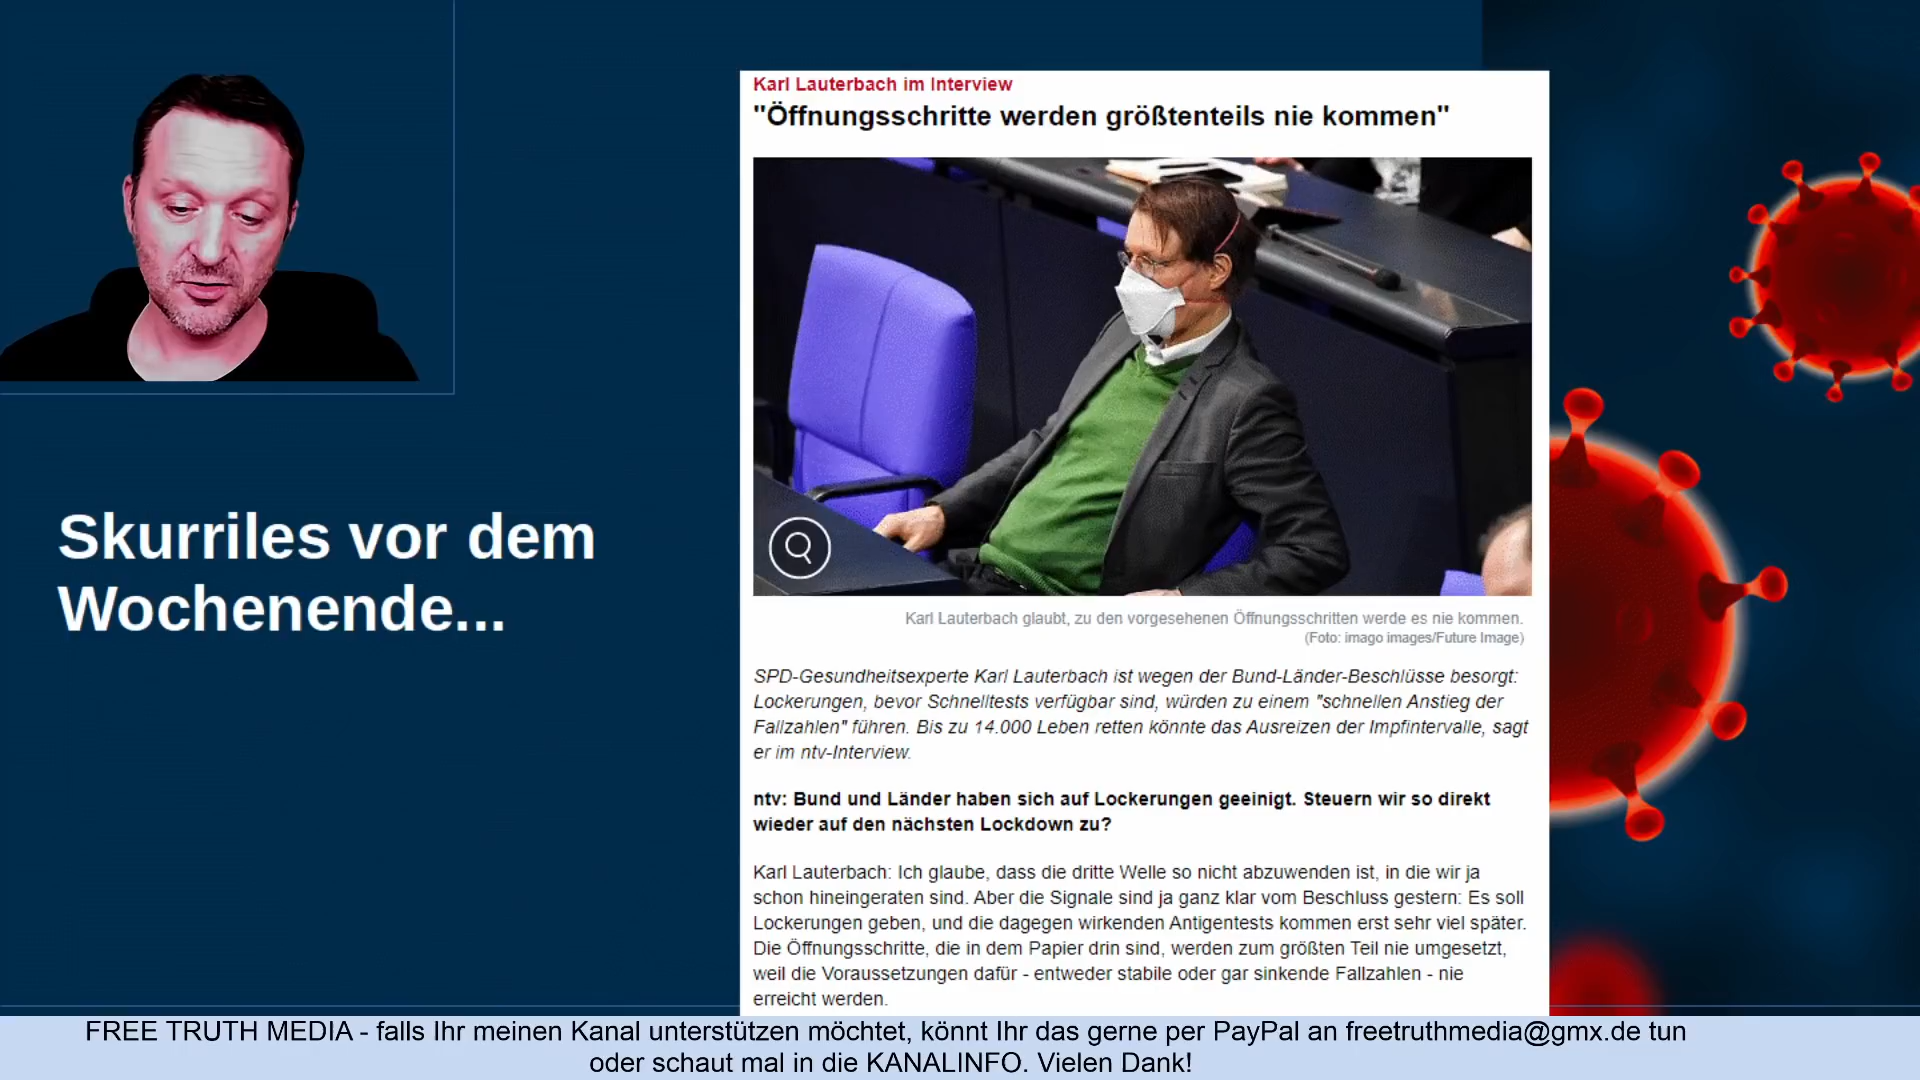 Karl Lauterbach im Interview
"Öffnungsschritte werden größtenteils nie kommen"
Karl Lauterbach glaubt, zu den vorgesehenen Öffnungsschritten werde es nie kommen.
(Foto: imago images/Future Image)
SPD-Gesundheitsexperte Karl Lauterbach ist wegen der Bund-Länder-Beschlüsse besorgt:
Lockerungen, bevor Schnelltests verfügbar sind, würden zu einem "schnellen Anstieg der
Fallzahlen" führen. Bis zu 14.000 Leben retten könnte das Ausreizen der Impfintervalle, sagt
er im ntv-Interview.
ntv: Bund und Länder haben sich auf Lockerungen geeinigt. Steuern wir so direkt
wieder auf den nächsten Lockdown zu?
Karl Lauterbach: Ich glaube, dass die dritte Welle so nicht abzuwenden ist, in die wir ja
schon hineingeraten sind. Aber die Signale sind ja ganz klar vom Beschluss gestern: Es soll
Lockerungen geben, und die dagegen wirkenden Antigentests kommen erst sehr viel später.
Die Öffnungsschritte, die in dem Papier drin sind, werden zum größten Teil nie umgesetzt,
weil die Voraussetzungen dafür - entweder stabile oder gar sinkende Fallzahlen - nie
erreicht werden.
Skurriles vor dem
Wochenende...
FREE TRUTH MEDIA - falls Ihr meinen Kanal unterstützen möchtet, könnt Ihr das gerne per PayPal an freetruthmedia@gmx.de tun
oder schaut mal in die KANALINFO. Vielen Dank!